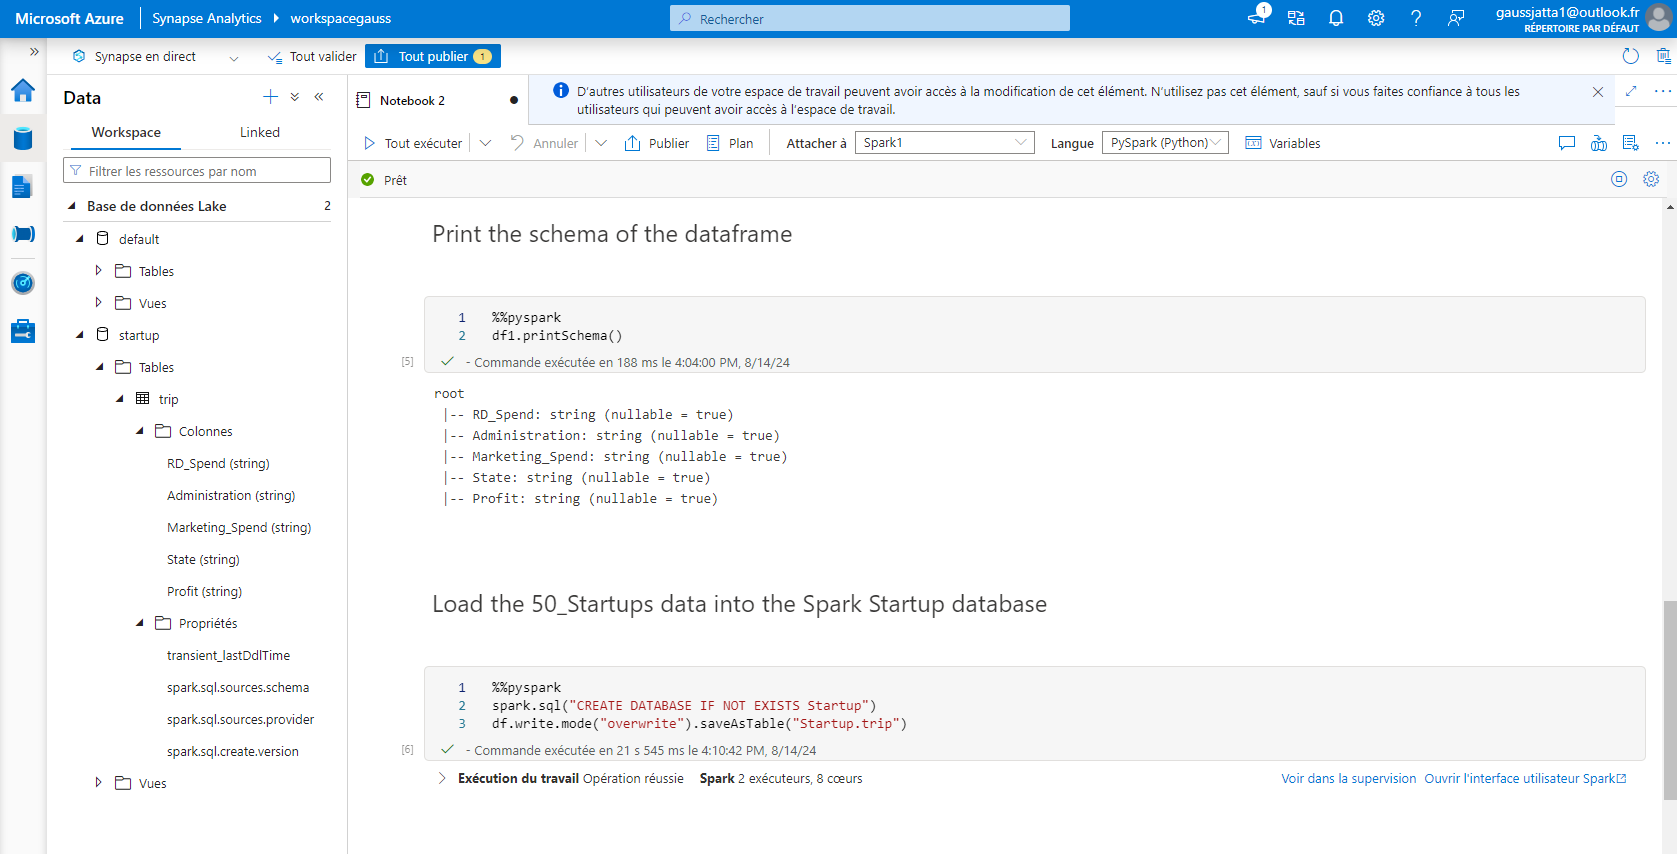 Microsoft Azure
Synapse Analytics
workspacegauss
Rechercher
1
gaussjatta1@outlook.fr
RÉPERTOIRE PAR DÉFAUT
Synapse en direct
Tout valider
Tout publier 1
Data
Workspace
Linked
Filtrer les ressources par nom
Base de données Lake 2
default
Tables
Vues
startup
Tables
trip
Colonnes
RD_Spend (string)
Administration (string)
Marketing_Spend (string)
State (string)
Profit (string)
Propriétés
transient_lastDdlTime
spark.sql.sources.schema
spark.sql.sources.provider
spark.sql.create.version
Vues
Notebook 2
D'autres utilisateurs de votre espace de travail peuvent avoir accès à la modification de cet élément. N'utilisez pas cet élément, sauf si vous faites confiance à tous les
utilisateurs qui peuvent avoir accès à l'espace de travail.
Tout exécuter
Annuler
Publier
Plan
Attacher à
Spark1
Langue
PySpark (Python)
Variables
Prêt
Print the schema of the dataframe
1 %%pyspark
2 df1.printSchema()
[5]
- Commande exécutée en 188 ms le 4:04:00 PM, 8/14/24
root
|-- RD_Spend: string (nullable = true)
|-- Administration: string (nullable = true)
|-- Marketing_Spend: string (nullable = true)
|-- State: string (nullable = true)
|-- Profit: string (nullable = true)
Load the 50_Startups data into the Spark Startup database
1 %%pyspark
2 spark.sql("CREATE DATABASE IF NOT EXISTS Startup")
3 df.write.mode("overwrite").saveAsTable("Startup.trip")
[6]
- Commande exécutée en 21 s 545 ms le 4:10:42 PM, 8/14/24
Exécution du travail Opération réussie Spark 2 exécuteurs, 8 cœurs
Voir dans la supervision Ouvrir l'interface utilisateur Spark